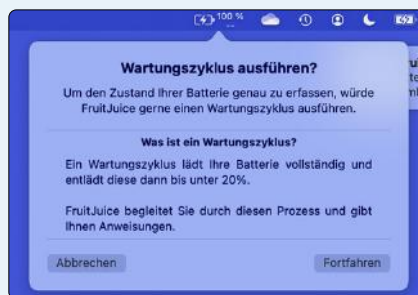 100 %
Wartungszyklus ausführen?
Um den Zustand Ihrer Batterie genau zu erfassen, würde
FruitJuice gerne einen Wartungszyklus ausführen.
Was ist ein Wartungszyklus?
Ein Wartungszyklus lädt Ihre Batterie vollständig und
entlädt diese dann bis unter 20%.
FruitJuice begleitet Sie durch diesen Prozess und gibt
Ihnen Anweisungen.
Abbrechen Fortfahren